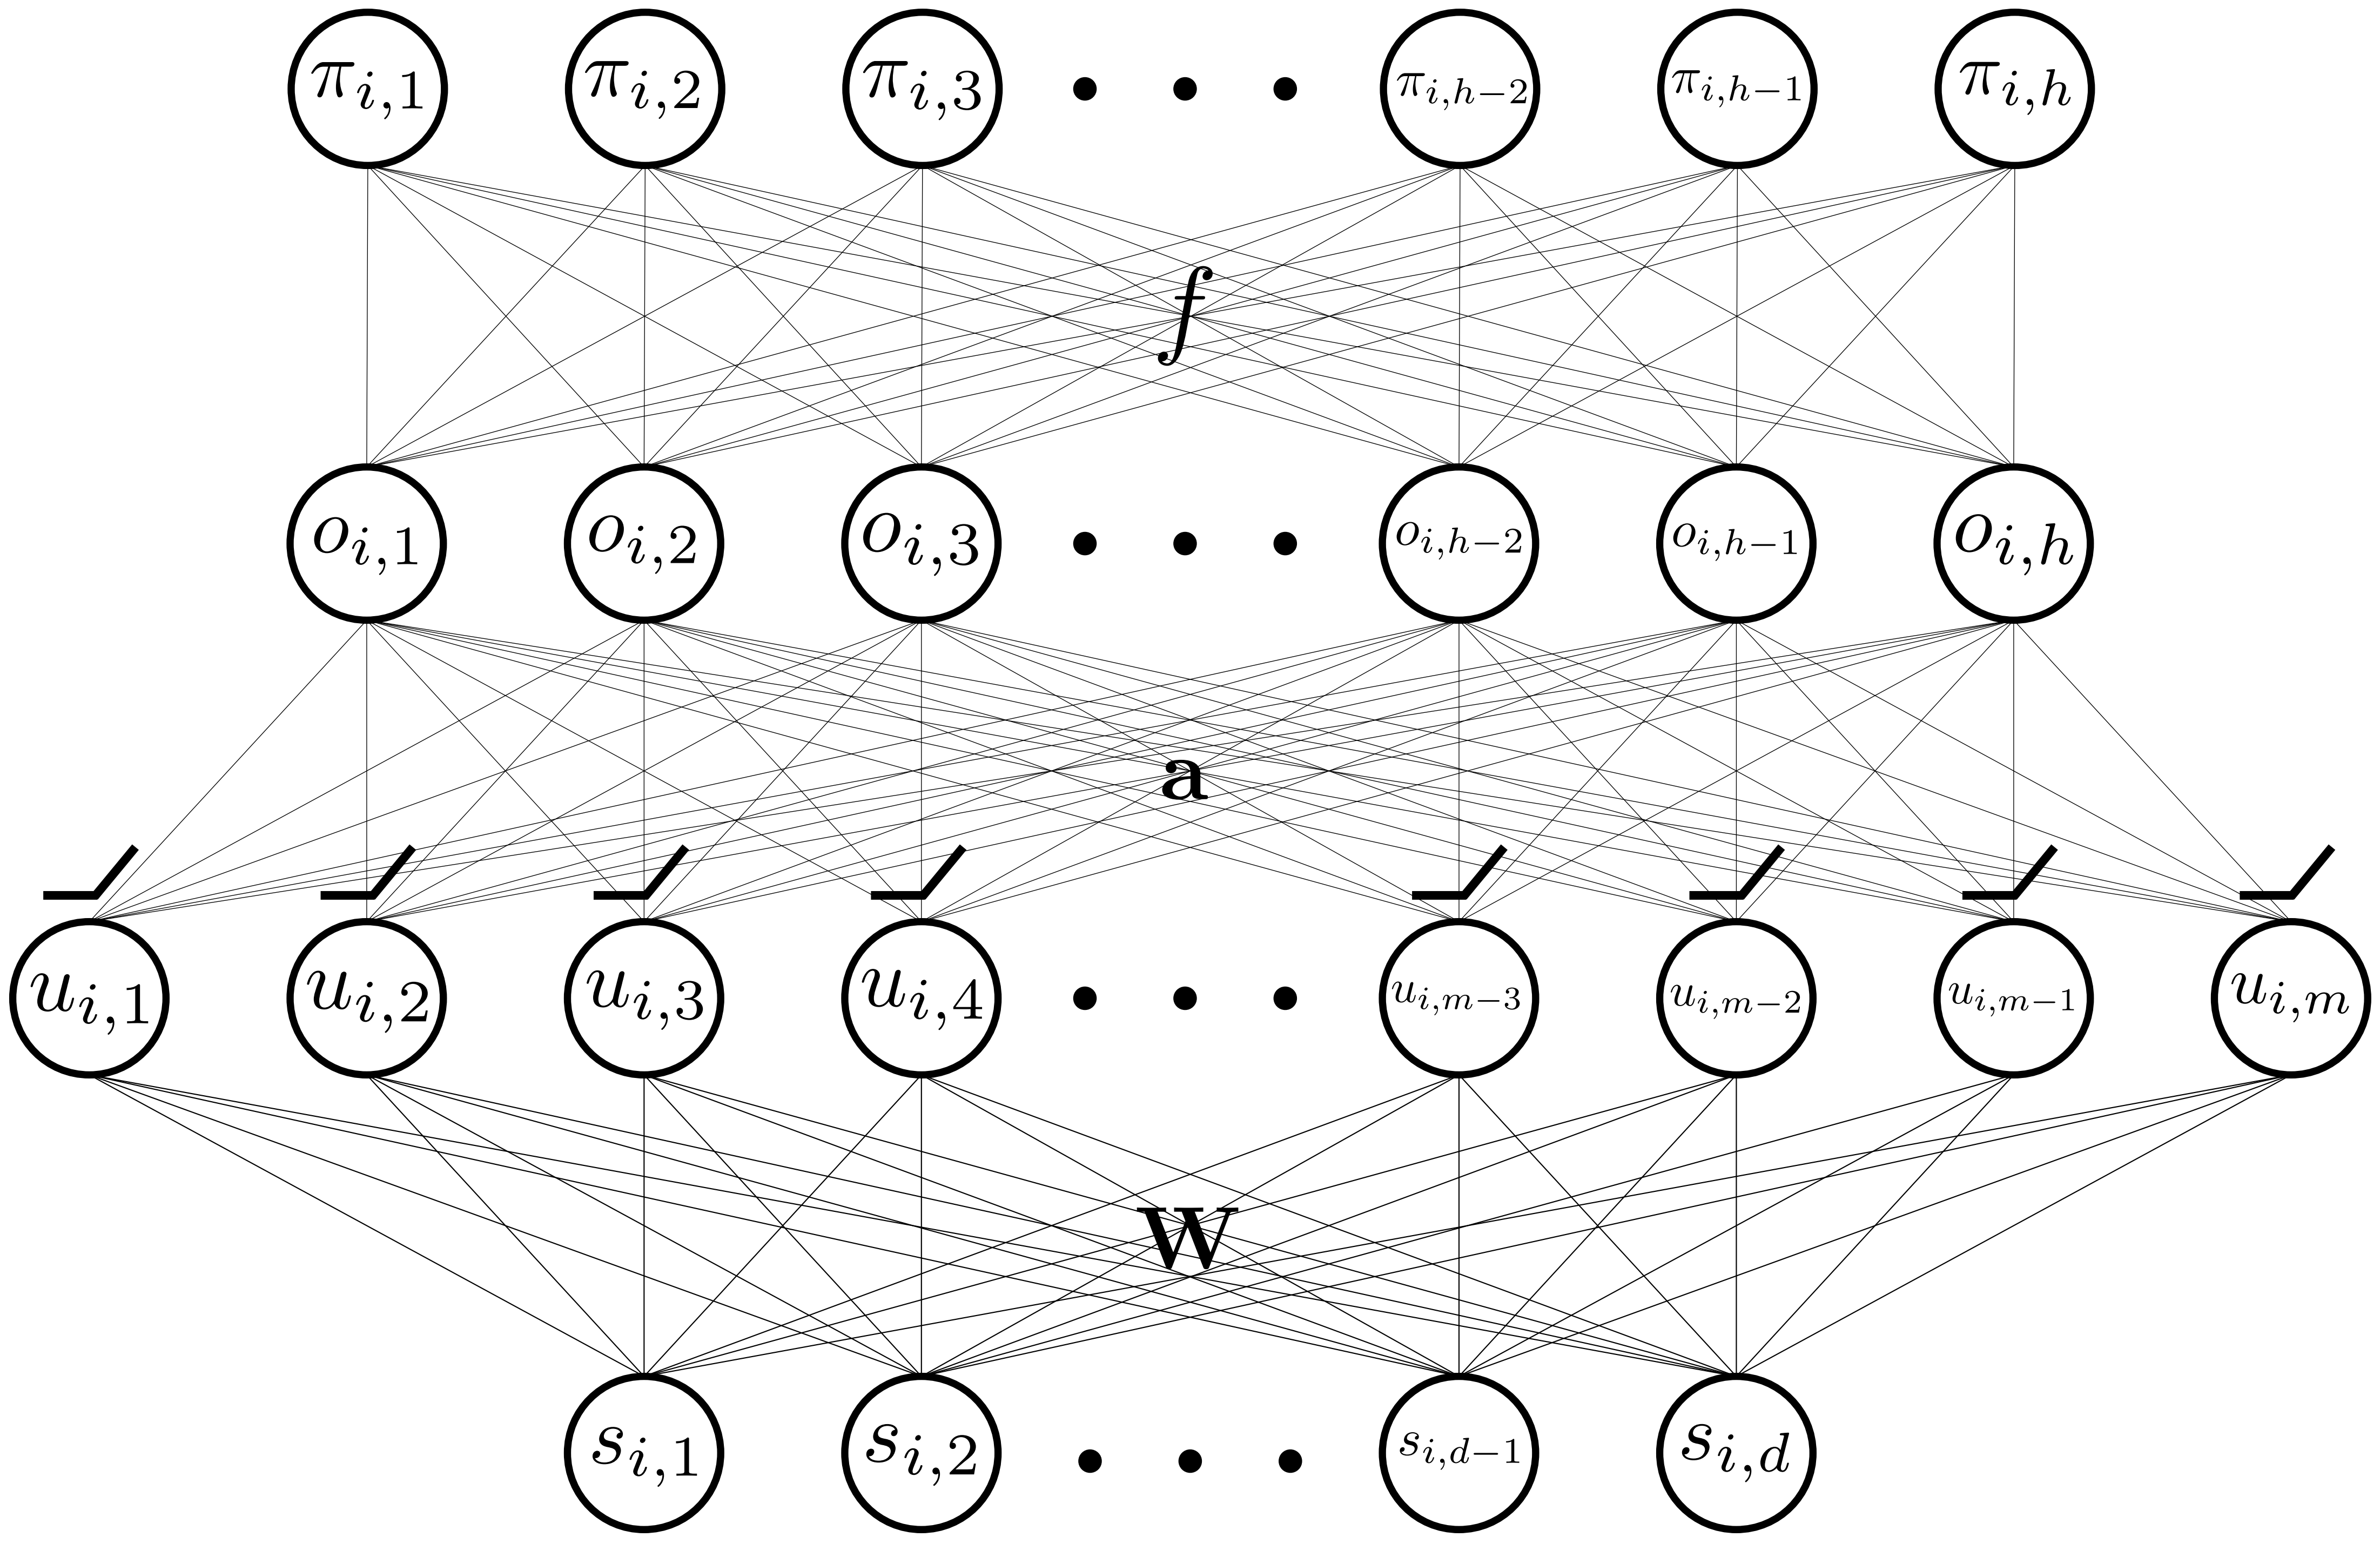 π_{i,1} π_{i,2} π_{i,3} • • • π_{i,h−2} π_{i,h−1} π_{i,h}
f
o_{i,1} o_{i,2} o_{i,3} • • • o_{i,h−2} o_{i,h−1} o_{i,h}
a
u_{i,1} u_{i,2} u_{i,3} u_{i,4} • • • u_{i,m−3} u_{i,m−2} u_{i,m−1} u_{i,m}
w
s_{i,1} s_{i,2} • • • s_{i,d−1} s_{i,d}